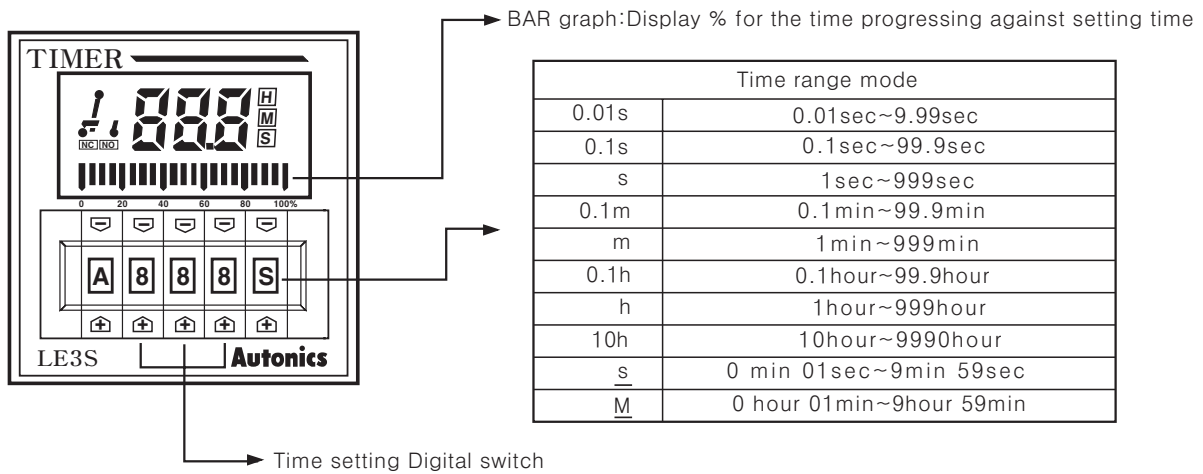 BAR graph:Display % for the time progressing against setting time
TIMER
88.8
H
M
S
NC NO
0 20 40 60 80 100%
- - - - -
A 8 8 8 S
+ + + + +
LE3S Autonics
Time range mode
0.01s 0.01sec~9.99sec
0.1s 0.1sec~99.9sec
s 1sec~999sec
0.1m 0.1min~99.9min
m 1min~999min
0.1h 0.1hour~99.9hour
h 1hour~999hour
10h 10hour~9990hour
s 0 min 01sec~9min 59sec
M 0 hour 01min~9hour 59min
Time setting Digital switch